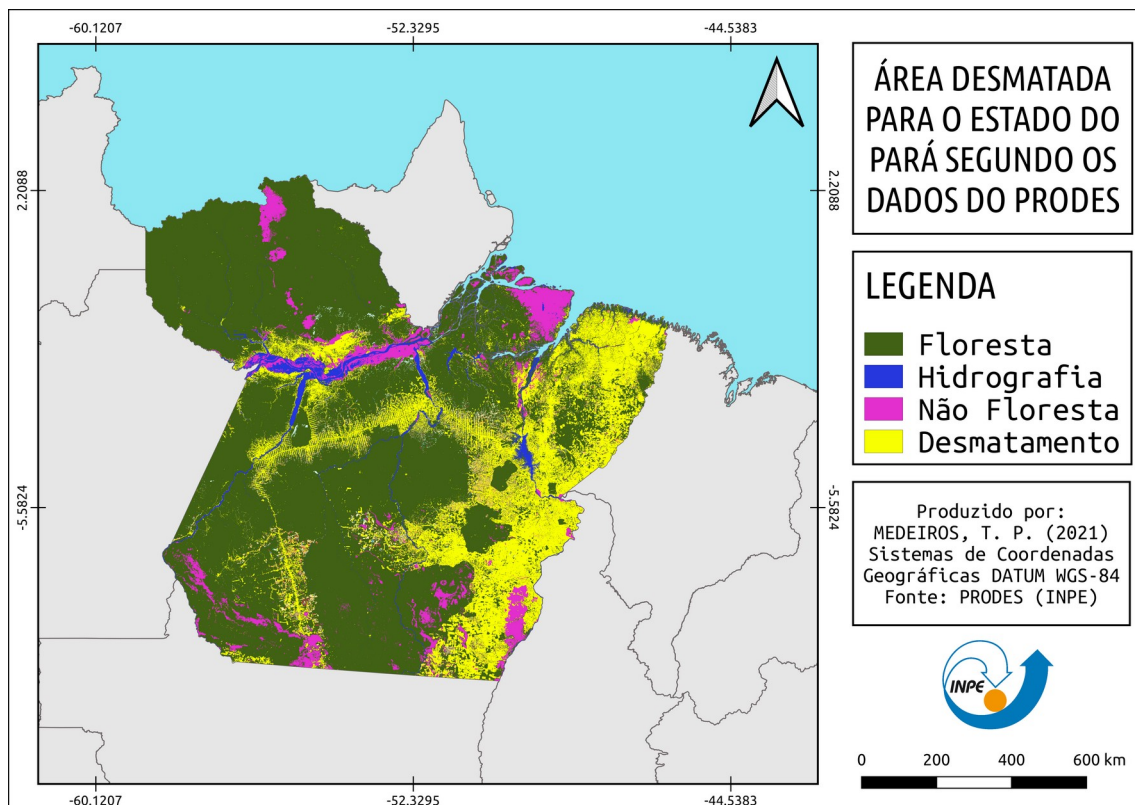 -60.1207
-52.3295
-44.5383
2.2088
2.2088
-5.5824
-5.5824
-60.1207
-52.3295
-44.5383
ÁREA DESMATADA
PARA O ESTADO DO
PARÁ SEGUNDO OS
DADOS DO PRODES
LEGENDA
Floresta
Hidrografia
Não Floresta
Desmatamento
Produzido por:
MEDEIROS, T. P. (2021)
Sistemas de Coordenadas
Geográficas DATUM WGS-84
Fonte: PRODES (INPE)
INPE
0 200 400 600 km